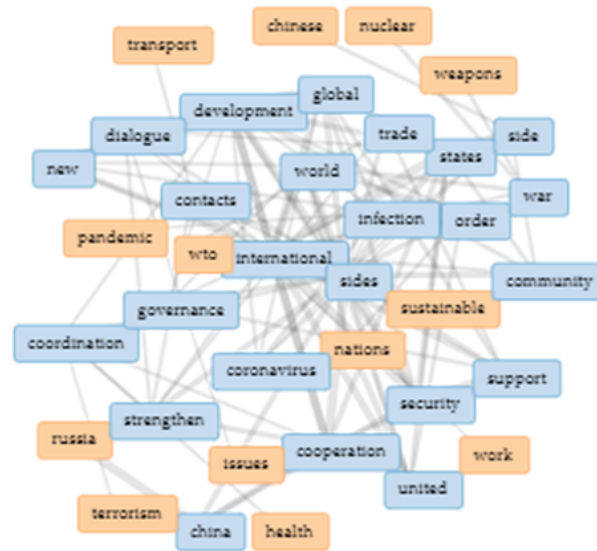 chinese
nuclear
transport
weapons
global
development
trade
dialogue
side
states
new
world
contacts
war
infection
order
pandemic
wto
international
sides
community
sustainable
governance
coordination
nations
coronavirus
support
security
strengthen
russia
cooperation
work
issues
united
terrorism
china
health